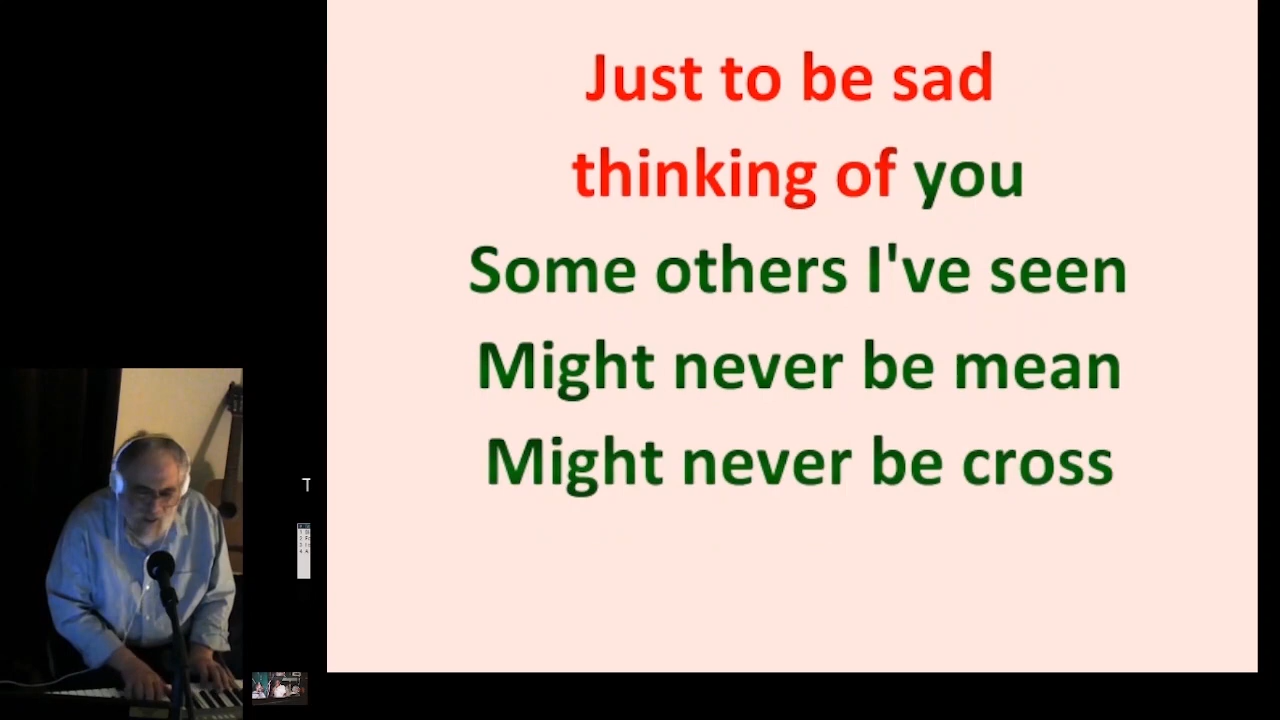 Just to be sad
thinking of you
Some others I've seen
Might never be mean
Might never be cross
T